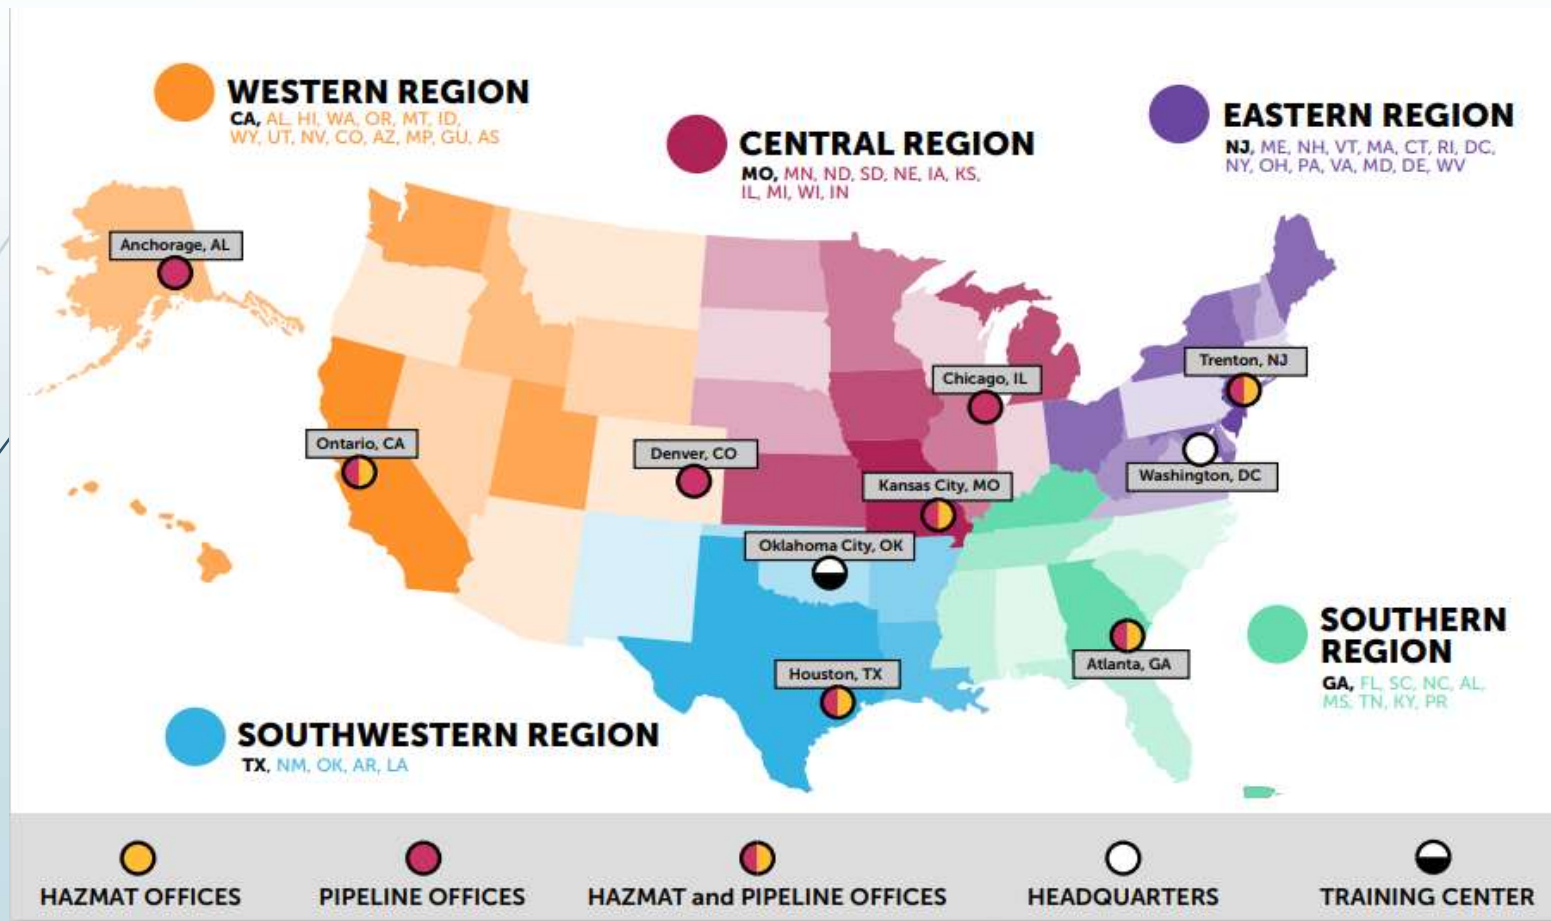 WESTERN REGION
CA, AL, HI, WA, OR, MT, ID,
WY, UT, NV, CO, AZ, MP, GU, AS
CENTRAL REGION
MO, MN, ND, SD, NE, IA, KS,
IL, MI, WI, IN
EASTERN REGION
NJ, ME, NH, VT, MA, CT, RI, DC,
NY, OH, PA, VA, MD, DE, WV
Anchorage, AL
Trenton, NJ
Chicago, IL
Ontario, CA
Denver, CO
Washington, DC
Kansas City, MO
Oklahoma City, OK
Atlanta, GA
Houston, TX
SOUTHERN
REGION
GA, FL, SC, NC, AL,
MS, TN, KY, PR
SOUTHWESTERN REGION
TX, NM, OK, AR, LA
HAZMAT OFFICES
PIPELINE OFFICES
HAZMAT and PIPELINE OFFICES
HEADQUARTERS
TRAINING CENTER